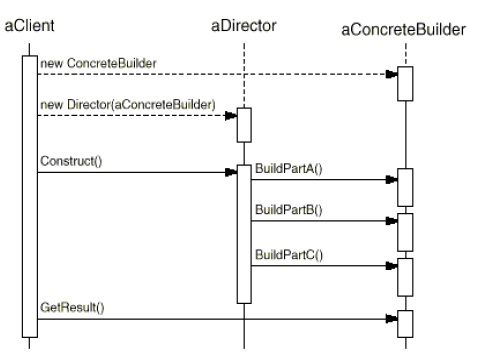 aClient
aDirector
aConcreteBuilder
new ConcreteBuilder
new Director(aConcreteBuilder)
Construct()
BuildPartA()
BuildPartB()
BuildPartC()
GetResult()